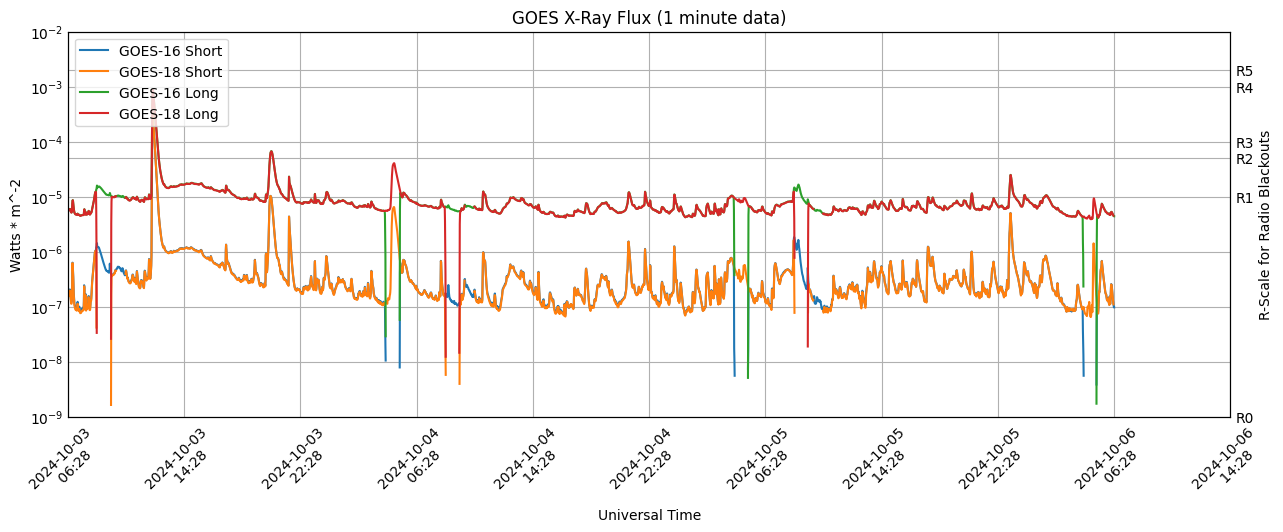 GOES X-Ray Flux (1 minute data)
GOES-16 Short
GOES-18 Short
GOES-16 Long
GOES-18 Long
10^-2
10^-3
10^-4
10^-5
10^-6
10^-7
10^-8
10^-9
Watts * m^-2
R5
R4
R3
R2
R1
R0
R-Scale for Radio Blackouts
2024-10-03
06:28
2024-10-03
14:28
2024-10-03
22:28
2024-10-04
06:28
2024-10-04
14:28
2024-10-04
22:28
2024-10-05
06:28
2024-10-05
14:28
2024-10-05
22:28
2024-10-06
06:28
2024-10-06
14:28
Universal Time